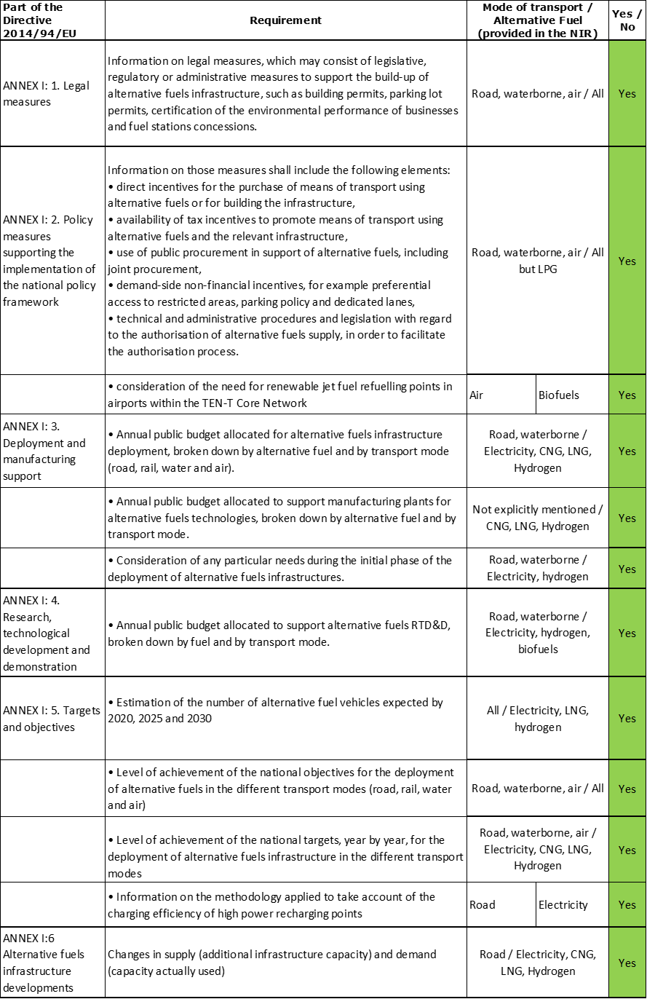 Part of the
Directive
2014/94/EU
Requirement
Mode of transport /
Alternative Fuel
(provided in the NIR)
Yes /
No
ANNEX I: 1. Legal
measures
Information on legal measures, which may consist of legislative,
regulatory or administrative measures to support the build-up of
alternative fuels infrastructure, such as building permits, parking lot
permits, certification of the environmental performance of businesses
and fuel stations concessions.
Road, waterborne, air / All
Yes
ANNEX I: 2. Policy
measures
supporting the
implementation of
the national policy
framework
Information on those measures shall include the following elements:
• direct incentives for the purchase of means of transport using
alternative fuels or for building the infrastructure,
• availability of tax incentives to promote means of transport using
alternative fuels and the relevant infrastructure,
• use of public procurement in support of alternative fuels, including
joint procurement,
• demand-side non-financial incentives, for example preferential
access to restricted areas, parking policy and dedicated lanes,
• technical and administrative procedures and legislation with regard
to the authorisation of alternative fuels supply, in order to facilitate
the authorisation process.
Road, waterborne, air / All
but LPG
Yes
• consideration of the need for renewable jet fuel refuelling points in
airports within the TEN-T Core Network
Air
Biofuels
Yes
ANNEX I: 3.
Deployment and
manufacturing
support
• Annual public budget allocated for alternative fuels infrastructure
deployment, broken down by alternative fuel and by transport mode
(road, rail, water and air).
Road, waterborne /
Electricity, CNG, LNG,
Hydrogen
Yes
• Annual public budget allocated to support manufacturing plants for
alternative fuels technologies, broken down by alternative fuel and by
transport mode.
Not explicitly mentioned /
CNG, LNG, Hydrogen
Yes
• Consideration of any particular needs during the initial phase of the
deployment of alternative fuels infrastructures.
Road, waterborne /
Electricity, hydrogen
Yes
ANNEX I: 4.
Research,
technological
development and
demonstration
• Annual public budget allocated to support alternative fuels RTD&D,
broken down by fuel and by transport mode.
Road, waterborne /
Electricity, hydrogen,
biofuels
Yes
ANNEX I: 5. Targets
and objectives
• Estimation of the number of alternative fuel vehicles expected by
2020, 2025 and 2030
All / Electricity, LNG,
hydrogen
Yes
• Level of achievement of the national objectives for the deployment
of alternative fuels in the different transport modes (road, rail, water
and air)
Road, waterborne, air / All
Yes
• Level of achievement of the national targets, year by year, for the
deployment of alternative fuels infrastructure in the different transport
modes
Road, waterborne, air /
Electricity, CNG, LNG,
Hydrogen
Yes
• Information on the methodology applied to take account of the
charging efficiency of high power recharging points
Road
Electricity
Yes
ANNEX I:6
Alternative fuels
infrastructure
developments
Changes in supply (additional infrastructure capacity) and demand
(capacity actually used)
Road / Electricity, CNG,
LNG, Hydrogen
Yes